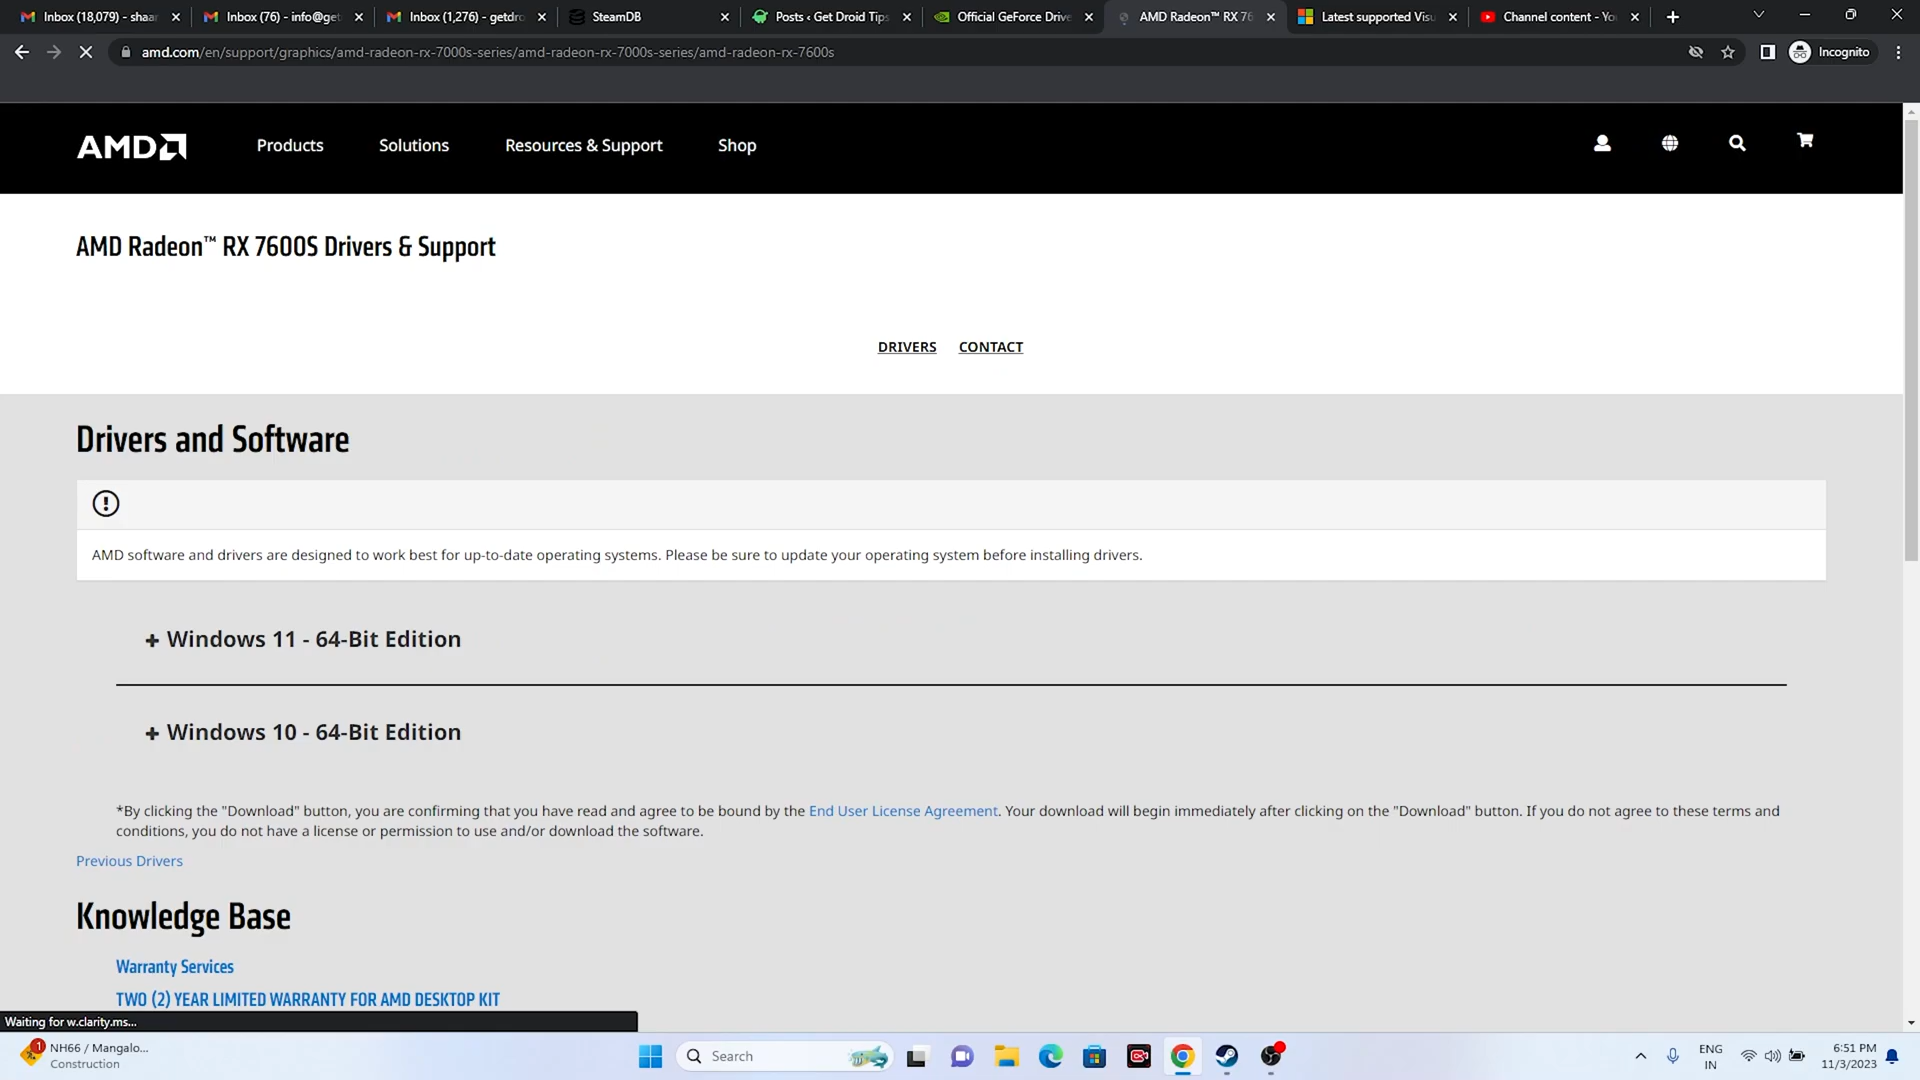 Inbox (18,079) - shaar
Inbox (76) - info@get
Inbox (1,276) - getdro
SteamDB
Posts ‹ Get Droid Tips
Official GeForce Drive
AMD Radeon™ RX 76
Latest supported Visu
Channel content - Yo
amd.com/en/support/graphics/amd-radeon-rx-7000s-series/amd-radeon-rx-7000s-series/amd-radeon-rx-7600s
Incognito
AMD
Products
Solutions
Resources & Support
Shop
AMD Radeon™ RX 7600S Drivers & Support
DRIVERS
CONTACT
Drivers and Software
AMD software and drivers are designed to work best for up-to-date operating systems. Please be sure to update your operating system before installing drivers.
+ Windows 11 - 64-Bit Edition
+ Windows 10 - 64-Bit Edition
*By clicking the "Download" button, you are confirming that you have read and agree to be bound by the End User License Agreement. Your download will begin immediately after clicking on the "Download" button. If you do not agree to these terms and
conditions, you do not have a license or permission to use and/or download the software.
Previous Drivers
Knowledge Base
Warranty Services
TWO (2) YEAR LIMITED WARRANTY FOR AMD DESKTOP KIT
Waiting for w.clarity.ms...
1
NH66 / Mangalo...
Construction
Search
ENG
IN
6:51 PM
11/3/2023